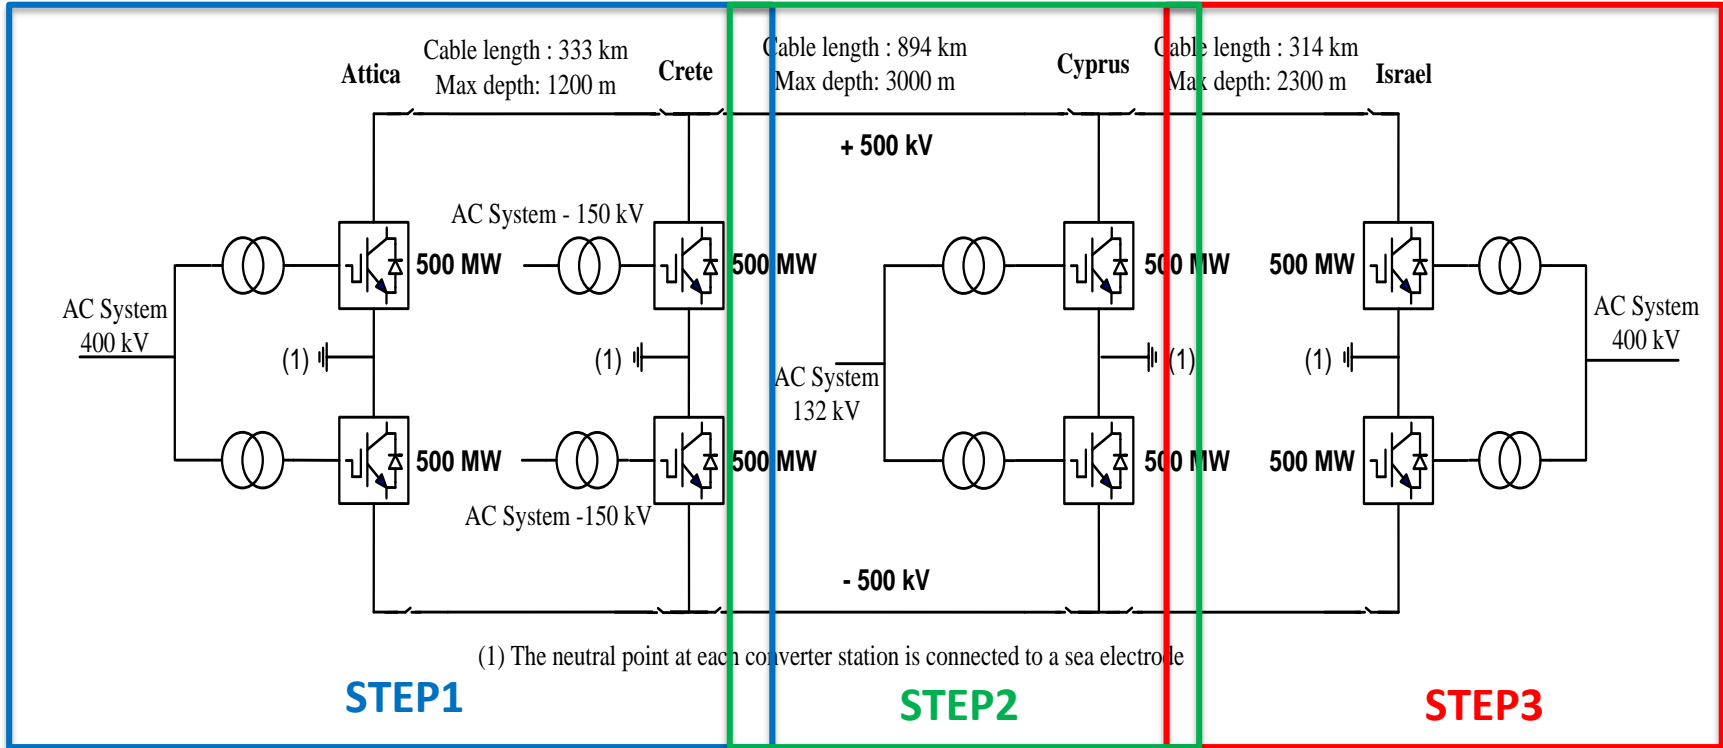 Cable length : 333 km
Max depth: 1200 m
Cable length : 894 km
Max depth: 3000 m
Cable length : 314 km
Max depth: 2300 m
Attica
Crete
Cyprus
Israel
+ 500 kV
AC System - 150 kV
500 MW
500 MW
500 MW
500 MW
AC System
400 kV
(1)
(1)
(1)
(1)
AC System
400 kV
AC System
132 kV
500 MW
500 MW
500 MW
500 MW
AC System -150 kV
- 500 kV
(1) The neutral point at each converter station is connected to a sea electrode
STEP1
STEP2
STEP3